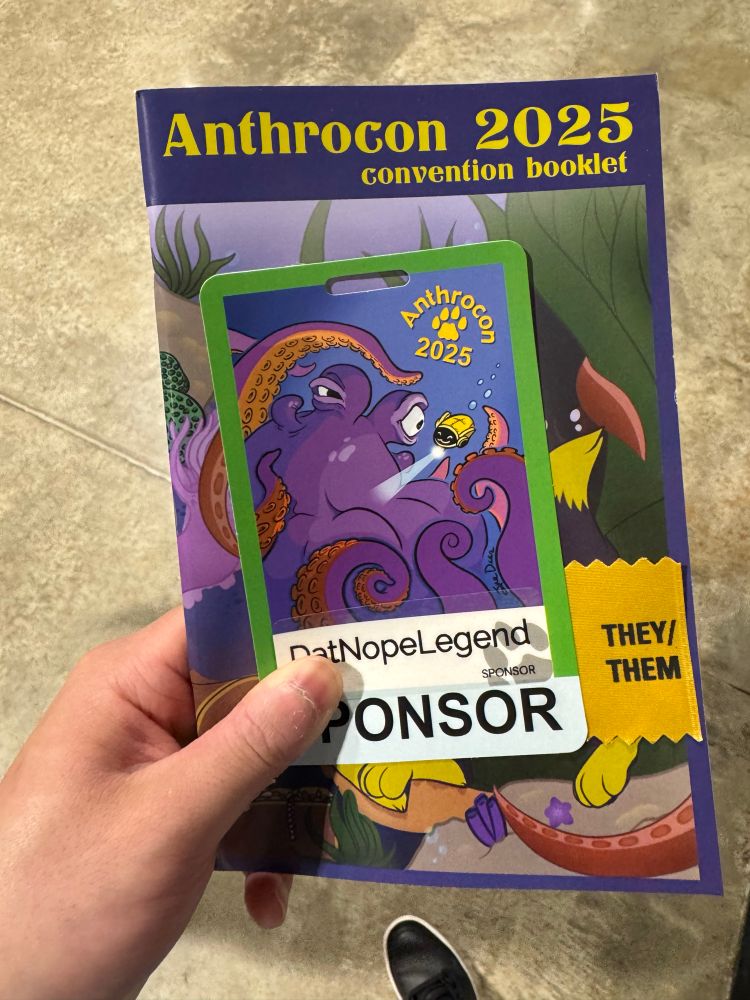 Anthrocon 2025
convention booklet
Anthrocon
2025
DatNopeLegend
SPONSOR
SPONSOR
THEY/
THEM